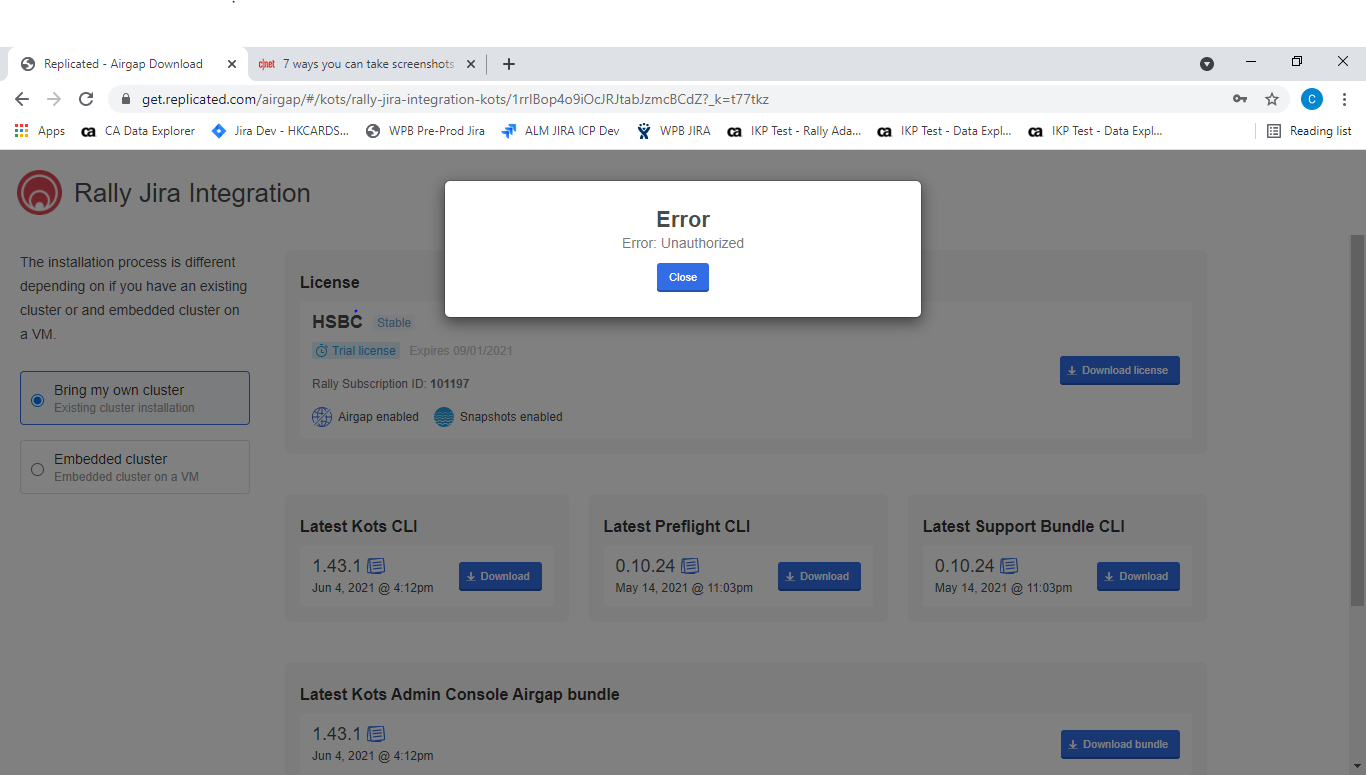 Replicated - Airgap Download
c|net 7 ways you can take screenshots
get.replicated.com/airgap/#/kots/rally-jira-integration-kots/1rrlBop4o9iOcJRJtabJzmcBCdZ?_k=t77tkz
C
Apps
ca CA Data Explorer
Jira Dev - HKCARDS...
WPB Pre-Prod Jira
ALM JIRA ICP Dev
WPB JIRA
ca IKP Test - Rally Ada...
ca IKP Test - Data Expl...
ca IKP Test - Data Expl...
Reading list
Rally Jira Integration
Error
Error: Unauthorized
Close
The installation process is different
depending on if you have an existing
cluster or and embedded cluster on
a VM.
Bring my own cluster
Existing cluster installation
Embedded cluster
Embedded cluster on a VM
License
HSBC Stable
Trial license Expires 09/01/2021
Rally Subscription ID: 101197
Airgap enabled Snapshots enabled
Download license
Latest Kots CLI
1.43.1
Jun 4, 2021 @ 4:12pm
Download
Latest Preflight CLI
0.10.24
May 14, 2021 @ 11:03pm
Download
Latest Support Bundle CLI
0.10.24
May 14, 2021 @ 11:03pm
Download
Latest Kots Admin Console Airgap bundle
1.43.1
Jun 4, 2021 @ 4:12pm
Download bundle